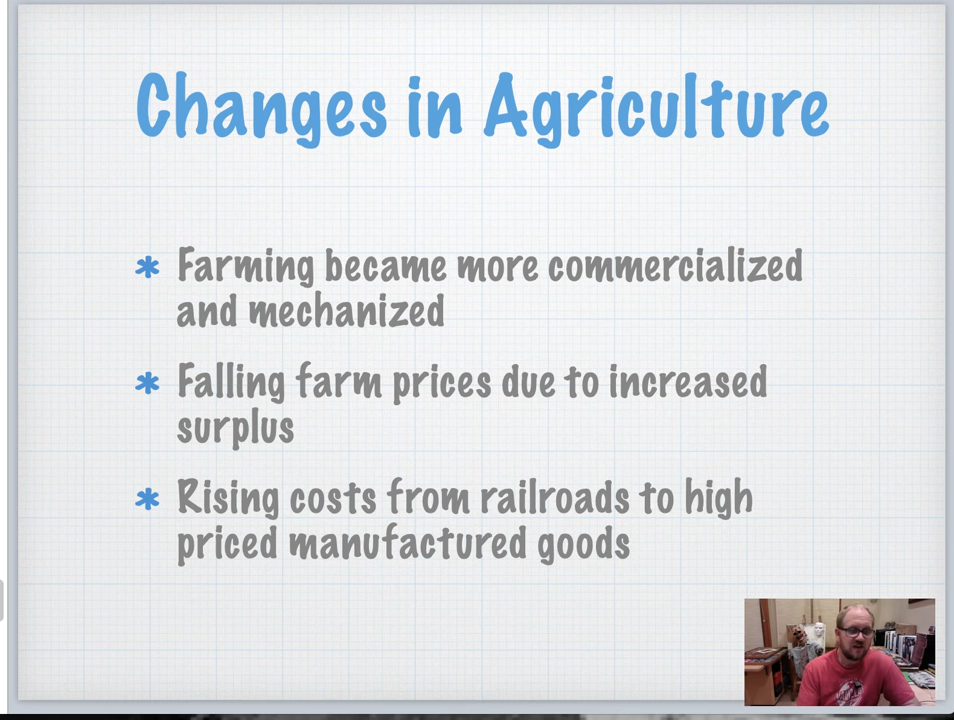 Changes in Agriculture
* Farming became more commercialized
and mechanized
* Falling farm prices due to increased
surplus
* Rising costs from railroads to high
priced manufactured goods